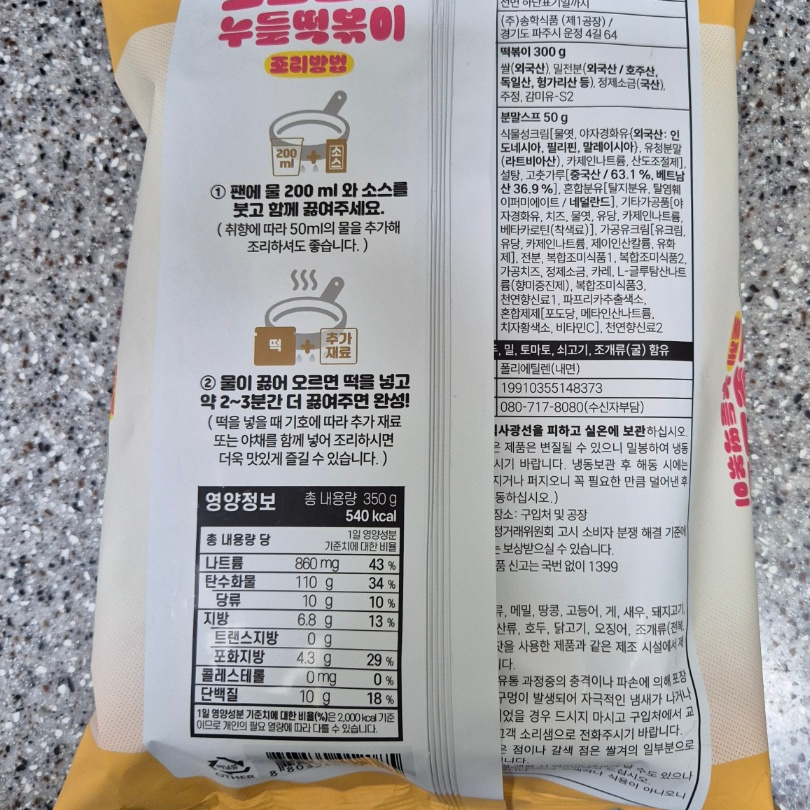 누들떡볶이
조리방법
200
ml
+
소스
① 팬에 물 200 ml 와 소스를
붓고 함께 끓여주세요.
( 취향에 따라 50ml의 물을 추가해
조리하셔도 좋습니다. )
떡
+
추가
재료
② 물이 끓어 오르면 떡을 넣고
약 2~3분간 더 끓여주면 완성!
( 떡을 넣을 때 기호에 따라 추가 재료
또는 야채를 함께 넣어 조리하시면
더욱 맛있게 즐길 수 있습니다. )
영양정보 총 내용량 350 g
540 kcal
총 내용량 당 1일 영양성분
기준치에 대한 비율
나트륨 860 mg 43 %
탄수화물 110 g 34 %
당류 10 g 10 %
지방 6.8 g 13 %
트랜스지방 0 g
포화지방 4.3 g 29 %
콜레스테롤 0 mg 0 %
단백질 10 g 18 %
1일 영양성분 기준치에 대한 비율(%)은 2,000 kcal 기준
이므로 개인의 필요 열량에 따라 다를 수 있습니다.
OTHER
전면 하단표기일까지
(주)송학식품 (제1공장) /
경기도 파주시 운정 4길 64
떡볶이 300 g
쌀(외국산), 밀전분(외국산 / 호주산,
독일산, 헝가리산 등), 정제소금(국산),
주정, 감미유-S2
분말스프 50 g
식물성크림[물엿, 야자경화유{외국산: 인
도네시아, 필리핀, 말레이시아}, 유청분말
(라트비아산), 카제인나트륨, 산도조절제],
설탕, 고춧가루[중국산 / 63.1 %, 베트남
산 36.9 %], 혼합분유[탈지분유, 탈염훼
이퍼미에이트 / 네덜란드], 기타가공품[야
자경화유, 치즈, 물엿, 유당, 카제인나트륨,
베타카로틴(착색료)], 가공유크림[유크림,
유당, 카제인나트륨, 제이인산칼륨, 유화
제], 전분, 복합조미식품1, 복합조미식품2,
가공치즈, 정제소금, 카레, L-글루탐산나트
륨(향미증진제), 복합조미식품3,
천연향신료1, 파프리카추출색소,
혼합제제[포도당, 메타인산나트륨,
치자황색소, 비타민C], 천연향신료2
밀, 토마토, 쇠고기, 조개류(굴) 함유
폴리에틸렌(내면)
19910355148373
080-717-8080(수신자부담)
사광선을 피하고 실온에 보관하십시오.
제품은 변질될 수 있으니 밀봉하여 냉동
시기 바랍니다. 냉동보관 후 해동 시에는
지거나 퍼지오니 꼭 필요한 만큼 덜어낸 후
동하십시오.)
장소: 구입처 및 공장
정거래위원회 고시 소비자 분쟁 해결 기준에
보상받으실 수 있습니다.
품 신고는 국번 없이 1399
류, 메밀, 땅콩, 고등어, 게, 새우, 돼지고기,
산류, 호두, 닭고기, 오징어, 조개류(전복,
을 사용한 제품과 같은 제조 시설에서 제
니다.
유통 과정중의 충격이나 파손에 의해 포장
구멍이 발생되어 자극적인 냄새가 나거나
었을 경우 드시지 마시고 구입처에서 교
고객 소리샘으로 전화주시기 바랍니다.
점이나 갈색 점은 쌀겨의 일부분으로
니다.
누들떡볶이